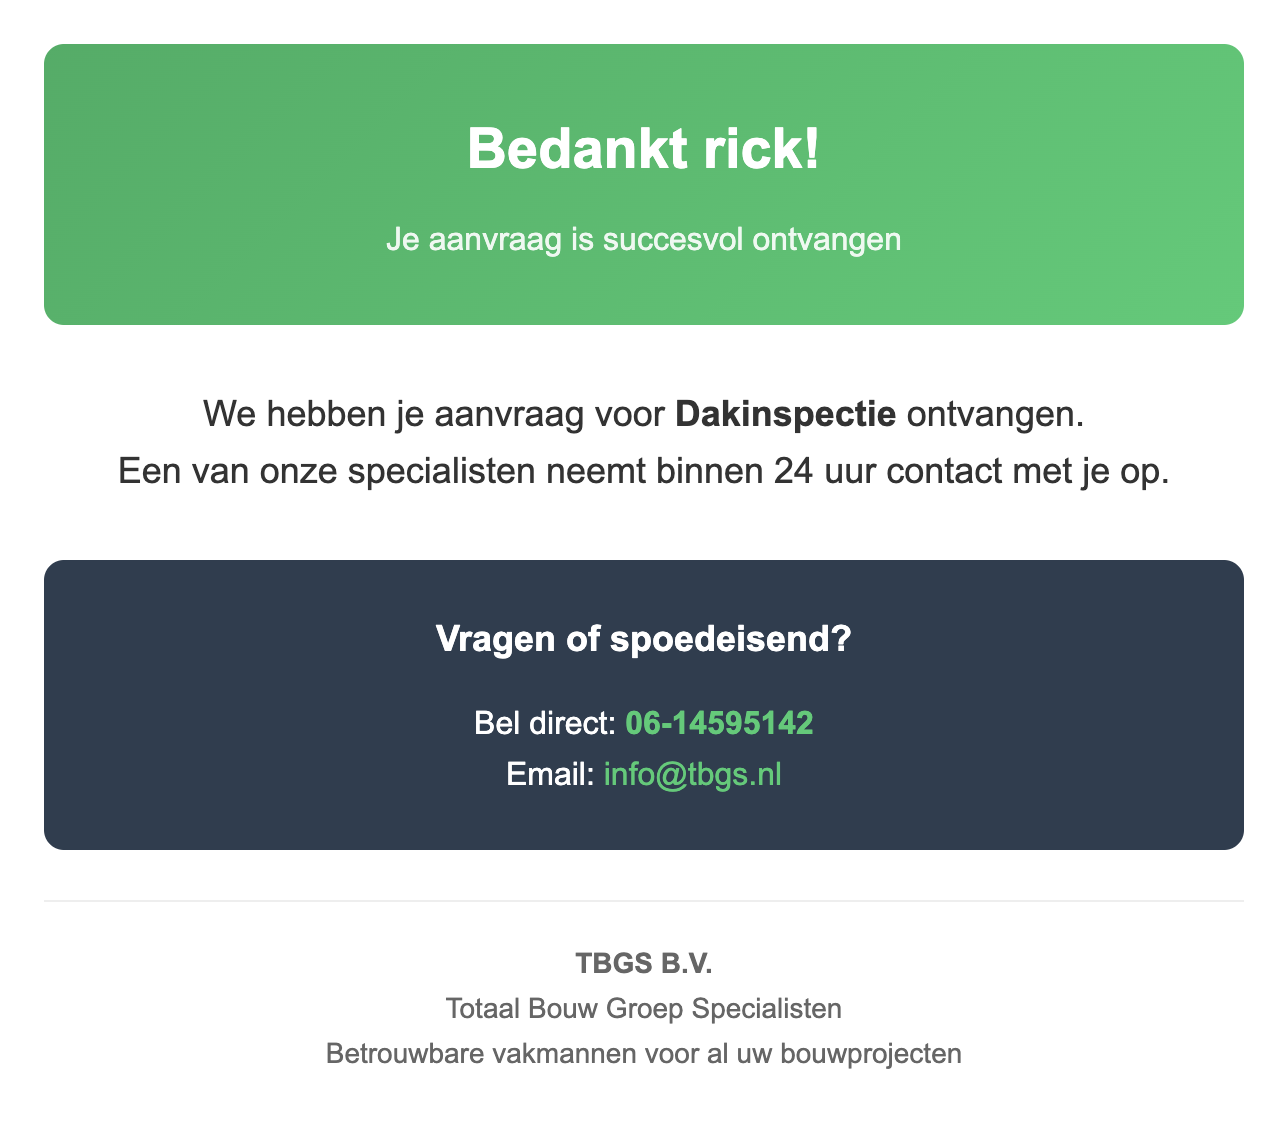 Bedankt rick!
Je aanvraag is succesvol ontvangen
We hebben je aanvraag voor Dakinspectie ontvangen.
Een van onze specialisten neemt binnen 24 uur contact met je op.
Vragen of spoedeisend?
Bel direct: 06-14595142
Email: info@tbgs.nl
TBGS B.V.
Totaal Bouw Groep Specialisten
Betrouwbare vakmannen voor al uw bouwprojecten